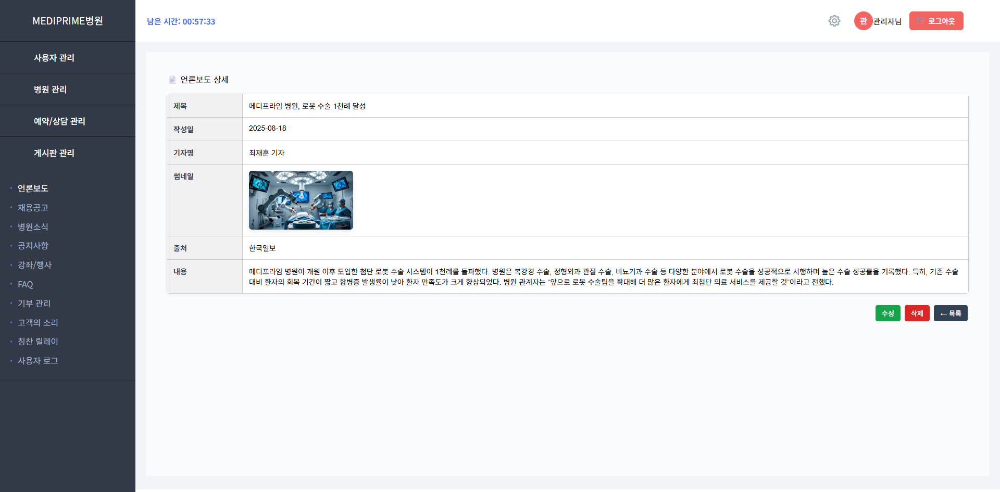 MEDIPRIME병원
남은 시간: 00:57:33
관
관리자님
로그아웃
사용자 관리
병원 관리
예약/상담 관리
게시판 관리
언론보도
채용공고
병원소식
공지사항
강좌/행사
FAQ
기부 관리
고객의 소리
칭찬 릴레이
사용자 로그
언론보도 상세
제목
메디프라임 병원, 로봇 수술 1천례 달성
작성일
2025-08-18
기자명
최재훈 기자
썸네일
출처
한국일보
내용
메디프라임 병원이 개원 이후 도입한 첨단 로봇 수술 시스템이 1천례를 돌파했다. 병원은 복강경 수술, 정형외과 관절 수술, 비뇨기과 수술 등 다양한 분야에서 로봇 수술을 성공적으로 시행하며 높은 수술 성공률을 기록했다. 특히, 기존 수술
대비 환자의 회복 기간이 짧고 합병증 발생률이 낮아 환자 만족도가 크게 향상되었다. 병원 관계자는 “앞으로 로봇 수술팀을 확대해 더 많은 환자에게 최첨단 의료 서비스를 제공할 것”이라고 전했다.
수정
삭제
← 목록